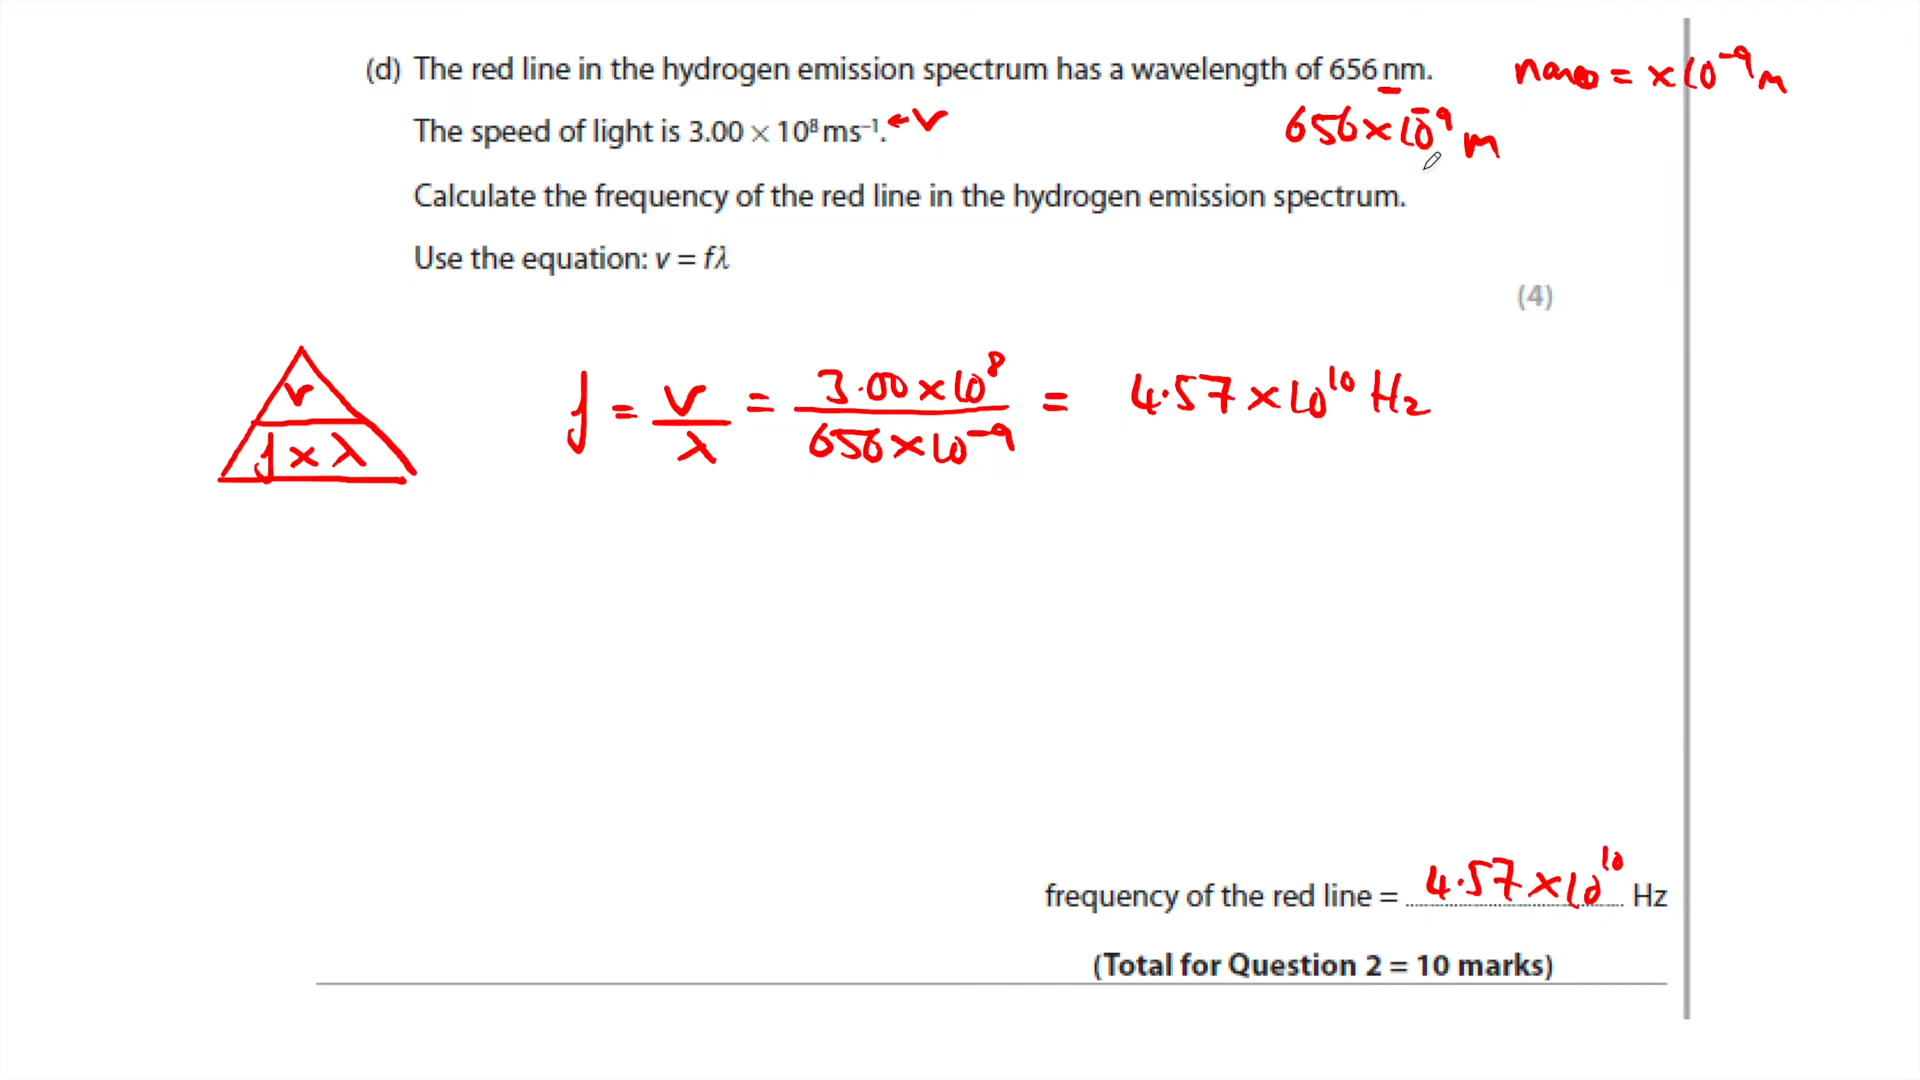 (d) The red line in the hydrogen emission spectrum has a wavelength of 656 nm.
nano = ×10⁻⁹ m
The speed of light is 3.00 × 10⁸ ms⁻¹. ← v
656 × 10⁻⁹ m
Calculate the frequency of the red line in the hydrogen emission spectrum.
Use the equation: v = fλ
(4)
v
f × λ
f = v/λ = 3.00 × 10⁸ / 656 × 10⁻⁹ = 4.57 × 10¹⁰ Hz
frequency of the red line = 4.57 × 10¹⁰ Hz
(Total for Question 2 = 10 marks)